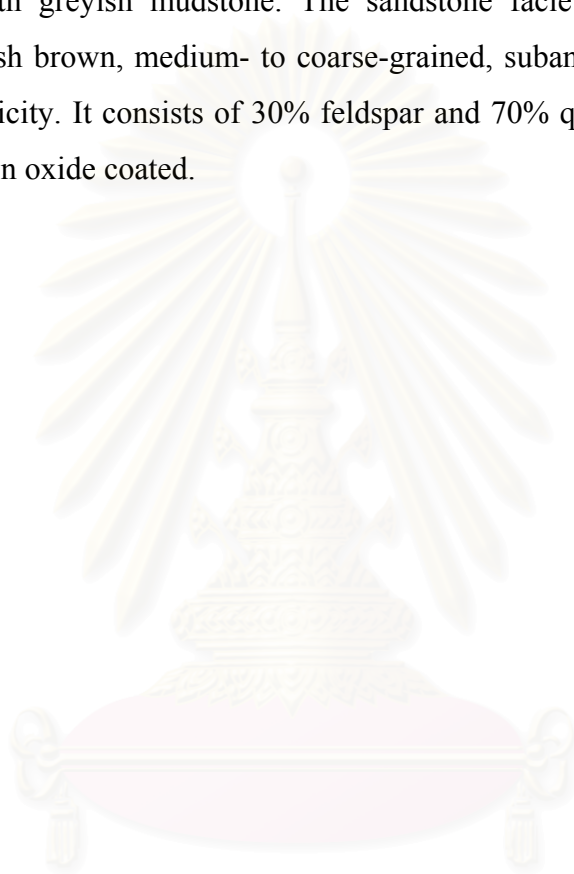 th greyish mudstone. The sandstone facie
sh brown, medium- to coarse-grained, suban
icity. It consists of 30% feldspar and 70% q
n oxide coated.